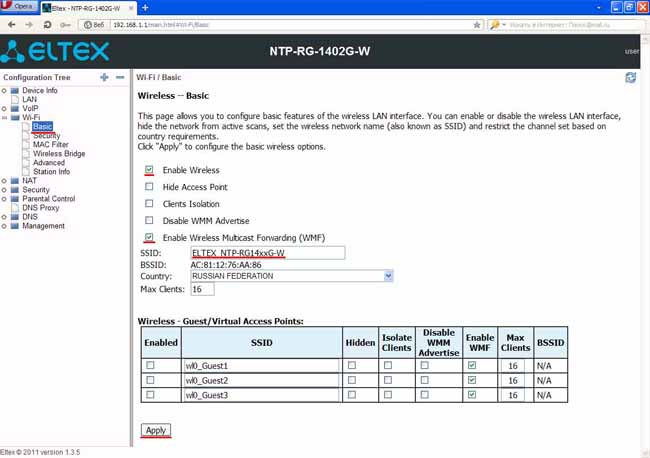 Opera
Eltex - NTP-RG-1402G-W
Веб
192.168.1.1/main.html#Wi-Fi/Basic
Искать в Интернет: Поиск@mail.ru
ELTEX
NTP-RG-1402G-W
user
Configuration Tree
Device Info
LAN
VoIP
Wi-Fi
Basic
Security
MAC Filter
Wireless Bridge
Advanced
Station Info
NAT
Security
Parental Control
DNS Proxy
DNS
Management
Wi-Fi / Basic
Wireless -- Basic
This page allows you to configure basic features of the wireless LAN interface. You can enable or disable the wireless LAN interface,
hide the network from active scans, set the wireless network name (also known as SSID) and restrict the channel set based on
country requirements.
Click "Apply" to configure the basic wireless options.
Enable Wireless
Hide Access Point
Clients Isolation
Disable WMM Advertise
Enable Wireless Multicast Forwarding (WMF)
SSID: ELTEX_NTP-RG14xxG-W
BSSID: AC:81:12:76:AA:86
Country: RUSSIAN FEDERATION
Max Clients: 16
Wireless - Guest/Virtual Access Points:
Enabled SSID Hidden Isolate Clients Disable WMM Advertise Enable WMF Max Clients BSSID
wl0_Guest1 16 N/A
wl0_Guest2 16 N/A
wl0_Guest3 16 N/A
Apply
Eltex © 2011 version 1.3.5